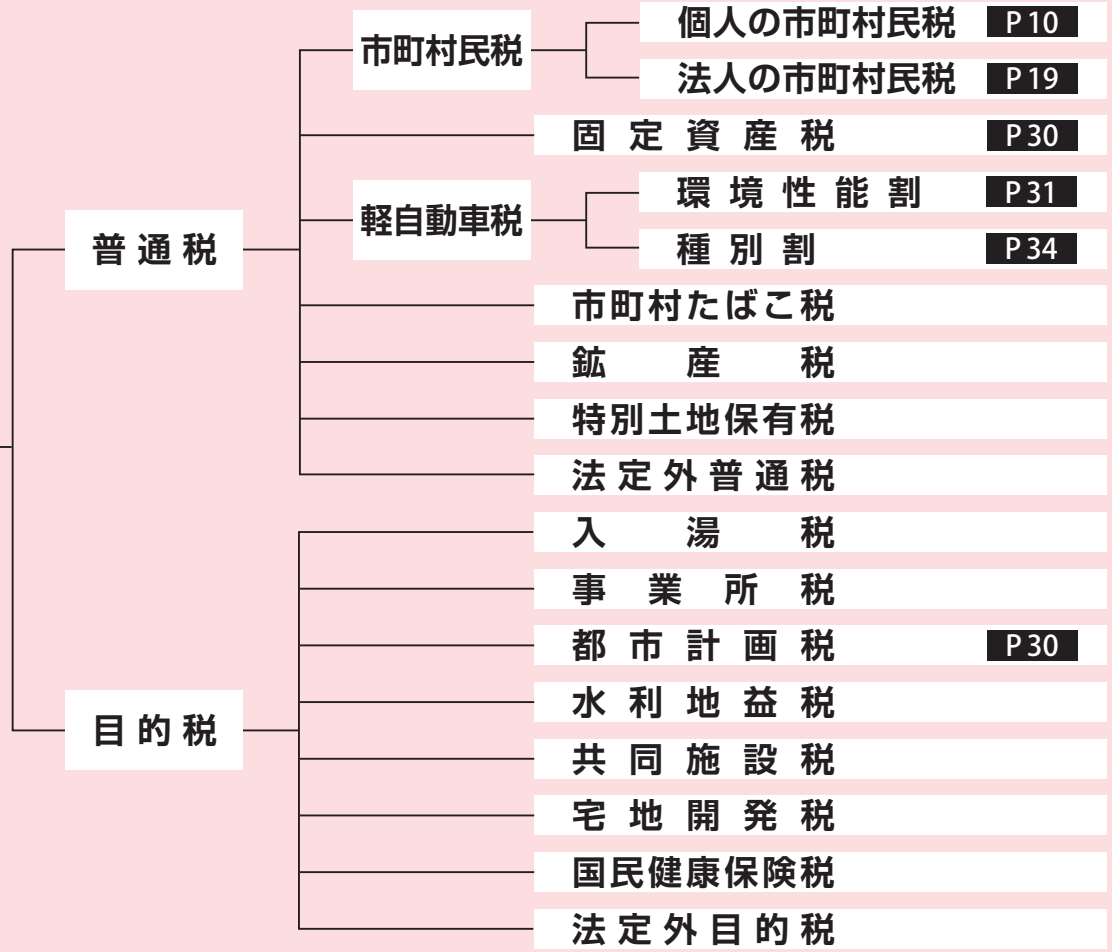 個人の市町村民税 P10
市町村民税
法人の市町村民税 P19
固定資産税 P30
環境性能割 P31
軽自動車税
種別割 P34
普通税
市町村たばこ税
鉱産税
特別土地保有税
法定外普通税
入湯税
事業所税
都市計画税 P30
水利地益税
目的税
共同施設税
宅地開発税
国民健康保険税
法定外目的税